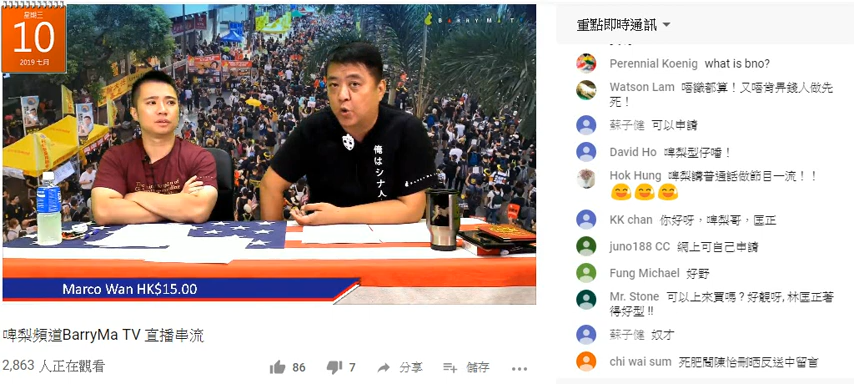 星期三
10
2019 七月
BarryMaT
俺はシナ人
Marco Wan HK$15.00
啤梨頻道BarryMa TV 直播串流
2,863 人正在觀看
86
7
分享
儲存
重點即時通訊
Perennial Koenig what is bno?
Watson Lam 唔識都算！又唔肯畀錢人做先
死！
蘇子健 可以申請
David Ho 啤梨型仔噃！
Hok Hung 啤梨講普通話做節目一流！！
KK chan 你好呀，啤梨哥，匡正
juno188 CC 網上可自己申請
Fung Michael 好野
Mr. Stone 可以上來買嗎？好靚呀, 林匡正著
得好型 !!
蘇子健 奴才
chi wai sum 死肥閪陳怡刪晒反送中留言